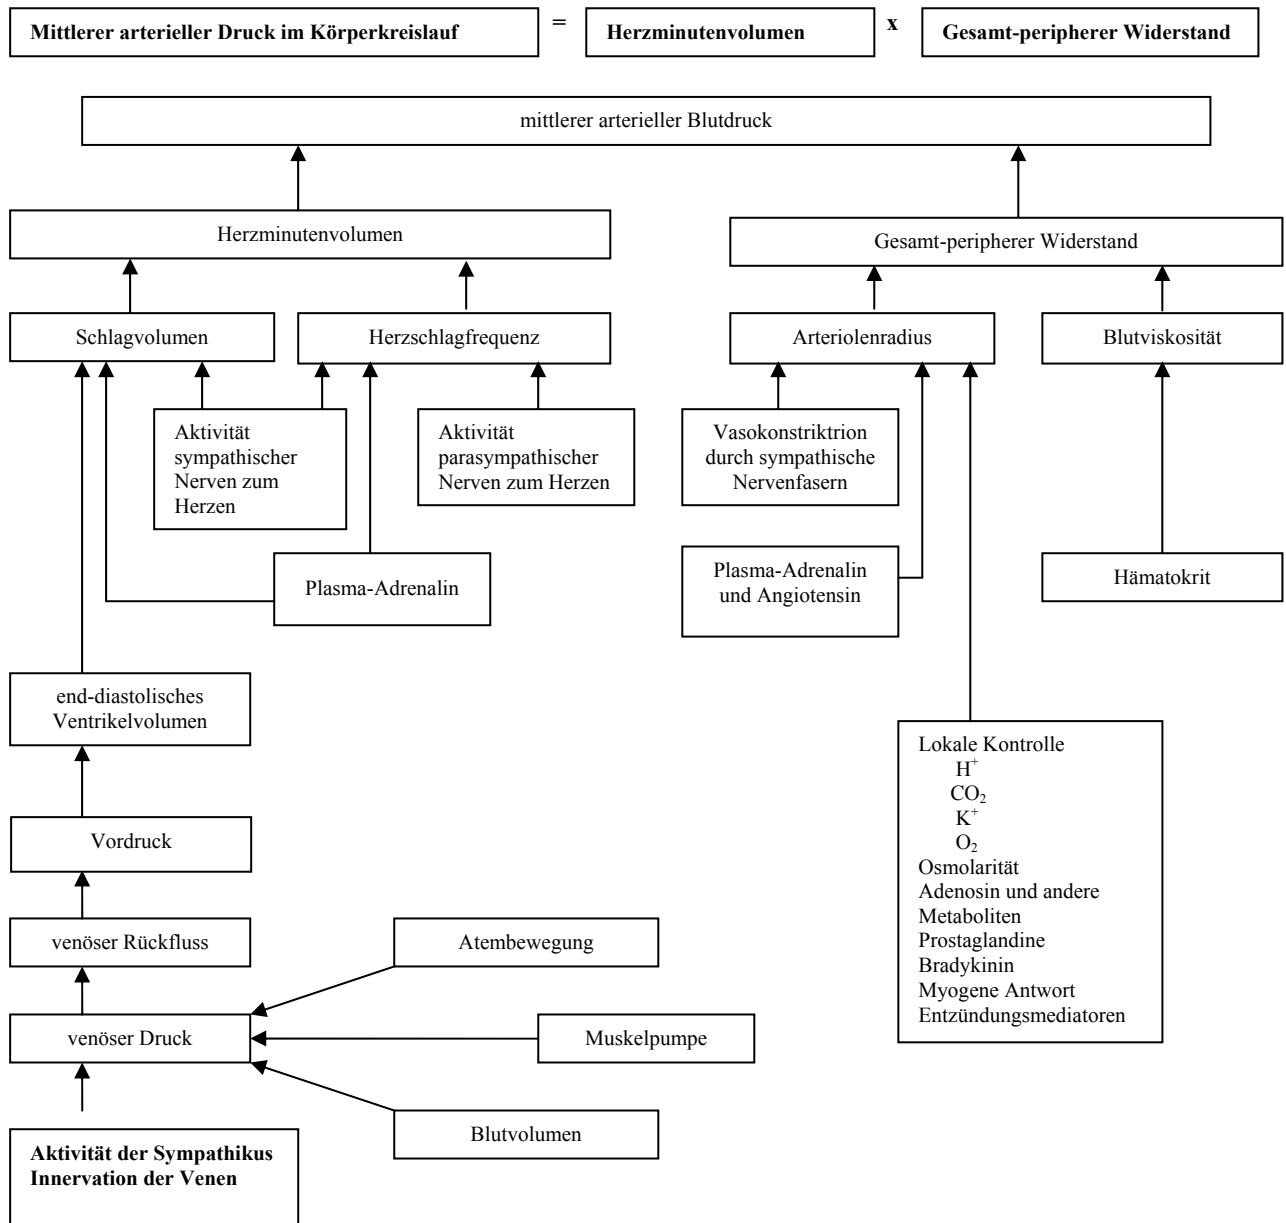 Mittlerer arterieller Druck im Körperkreislauf = Herzminutenvolumen x Gesamt-peripherer Widerstand
mittlerer arterieller Blutdruck
Herzminutenvolumen
Gesamt-peripherer Widerstand
Schlagvolumen
Herzschlagfrequenz
Arteriolenradius
Blutviskosität
Aktivität
sympathischer
Nerven zum
Herzen
Aktivität
parasympathischer
Nerven zum Herzen
Vasokonstriktrion
durch sympathische
Nervenfasern
Plasma-Adrenalin
Plasma-Adrenalin
und Angiotensin
Hämatokrit
end-diastolisches
Ventrikelvolumen
Lokale Kontrolle
H⁺
CO₂
K⁺
O₂
Osmolarität
Adenosin und andere
Metaboliten
Prostaglandine
Bradykinin
Myogene Antwort
Entzündungsmediatoren
Vordruck
venöser Rückfluss
Atembewegung
venöser Druck
Muskelpumpe
Blutvolumen
Aktivität der Sympathikus
Innervation der Venen